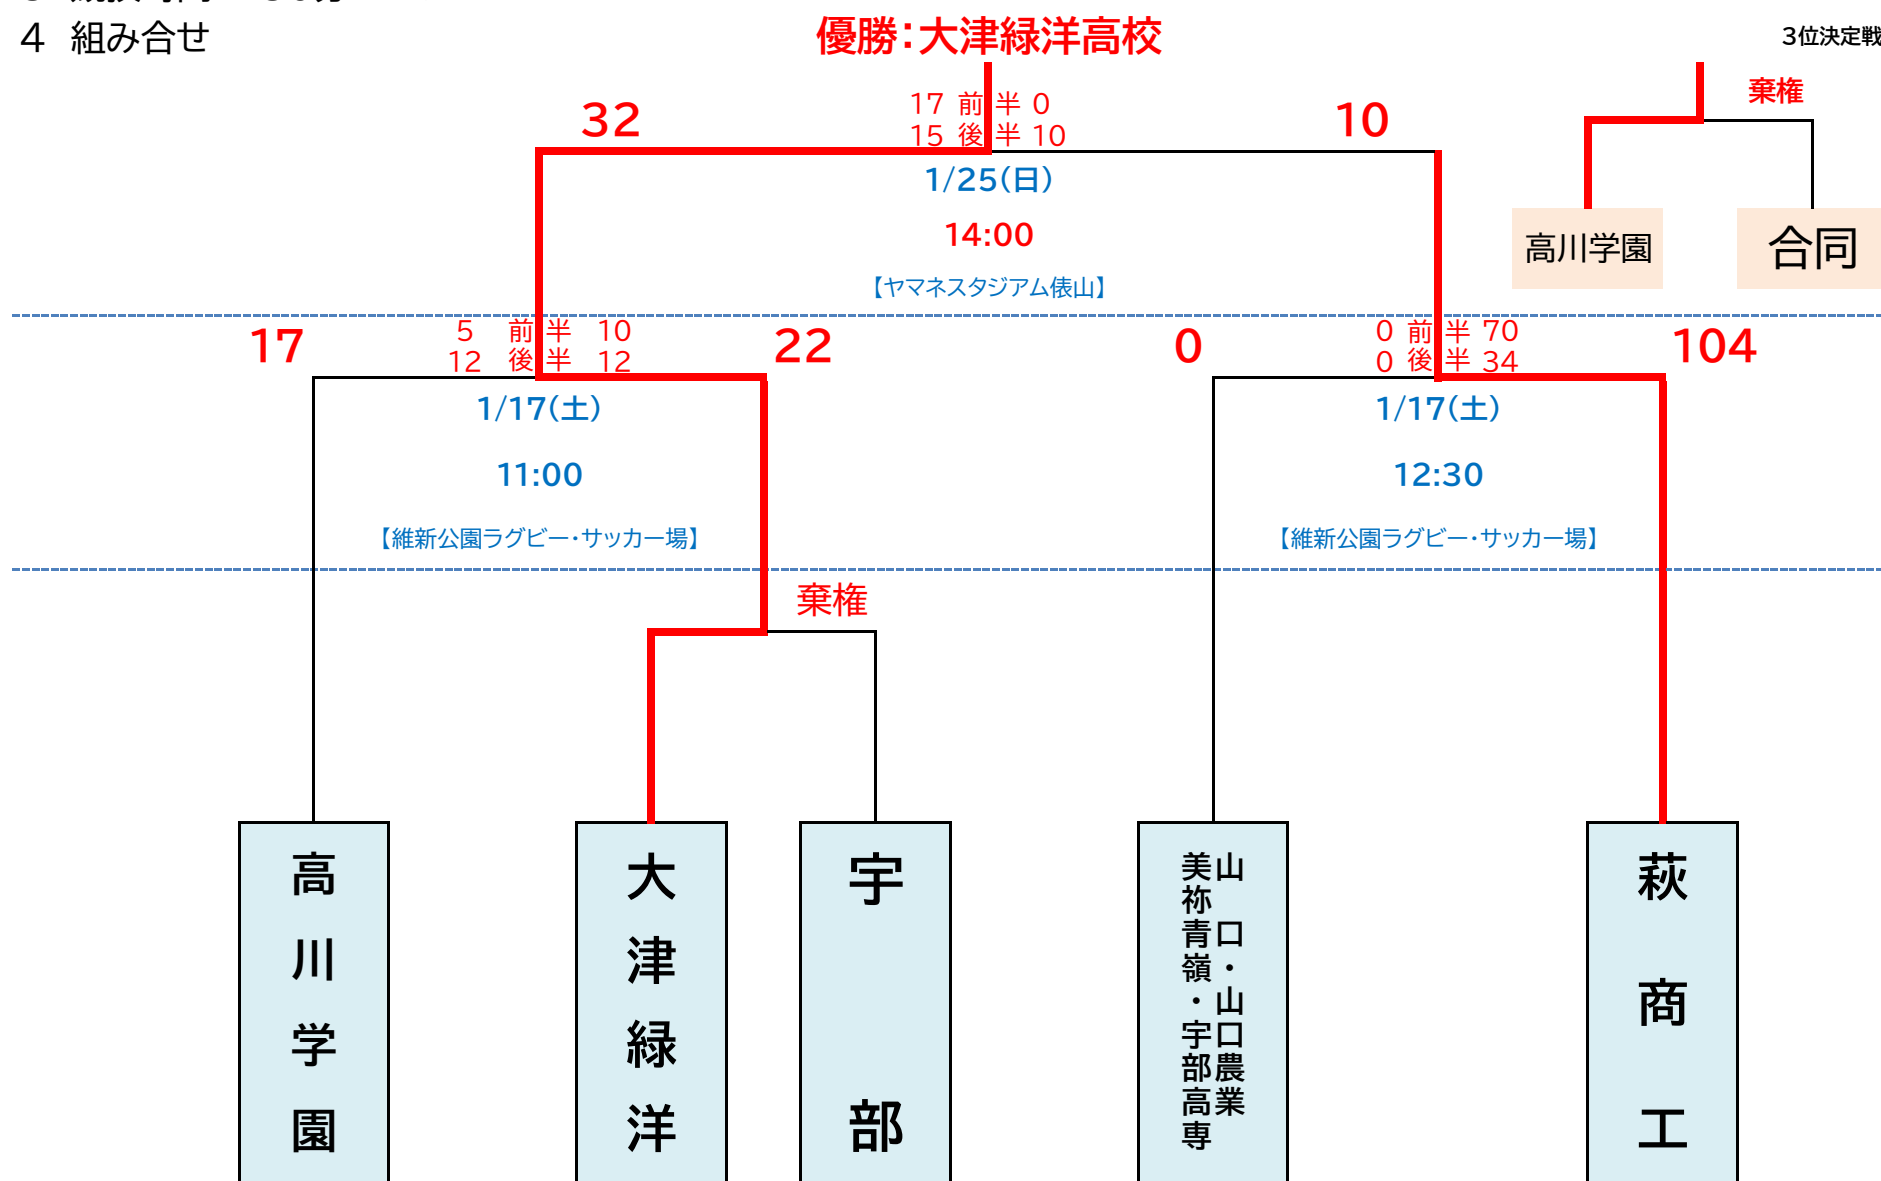 4 組み合せ
優勝：大津緑洋高校
3位決定戦
棄権
32
17 前半 0
15 後半 10
10
1/25(日)
14:00
【ヤマネスタジアム俵山】
高川学園
合同
17
5 前半 10
12 後半 12
22
0
0 前半 70
0 後半 34
104
1/17(土)
11:00
【維新公園ラグビー・サッカー場】
1/17(土)
12:30
【維新公園ラグビー・サッカー場】
棄権
高川学園
大津緑洋
宇部
山口・山口農業
美祢青嶺・宇部高専
萩商工